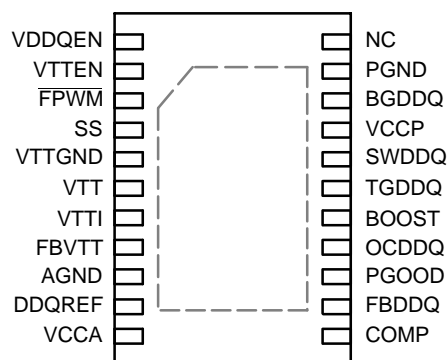 VDDQEN
VTTEN
FPWM
SS
VTTGND
VTT
VTTI
FBVTT
AGND
DDQREF
VCCA
NC
PGND
BGDDQ
VCCP
SWDDQ
TGDDQ
BOOST
OCDDQ
PGOOD
FBDDQ
COMP